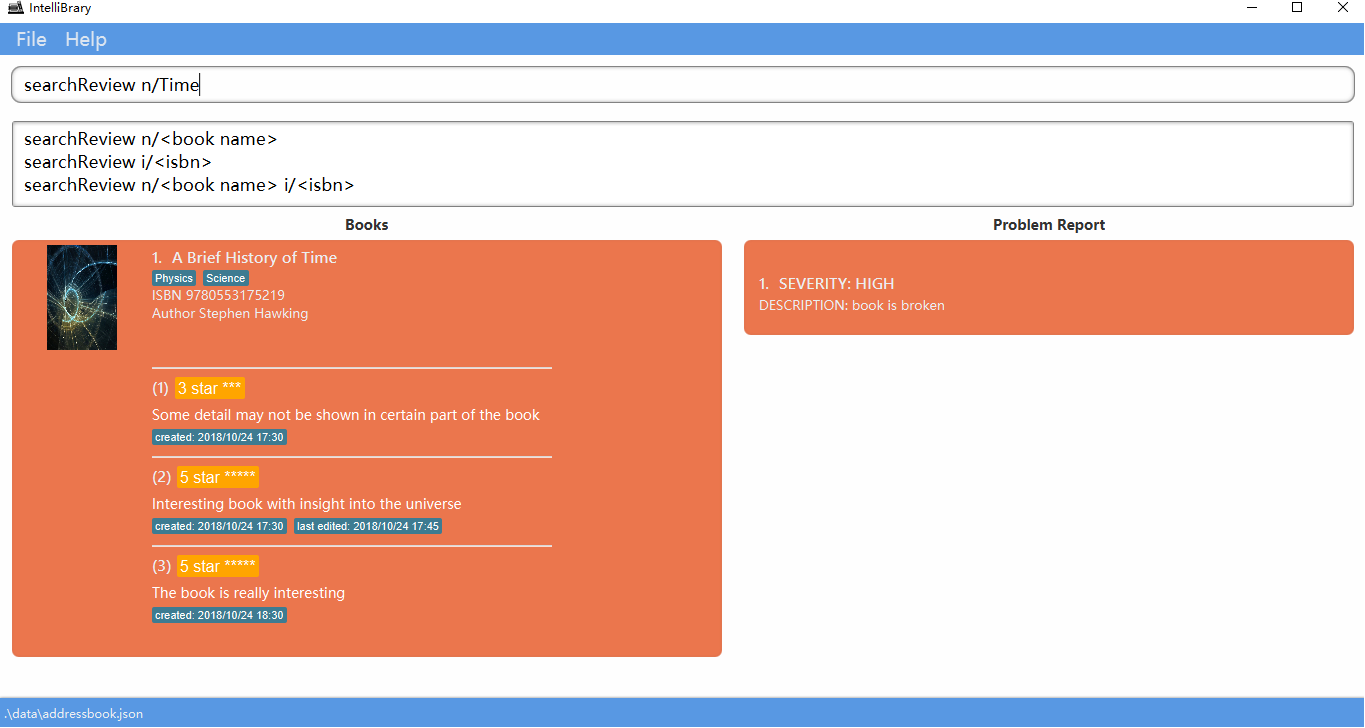 IntelliBrary
File Help
searchReview n/Time
searchReview n/<book name>
searchReview i/<isbn>
searchReview n/<book name> i/<isbn>
Books
1. A Brief History of Time
Physics Science
ISBN 9780553175219
Author Stephen Hawking
(1) 3 star ***
Some detail may not be shown in certain part of the book
created: 2018/10/24 17:30
(2) 5 star *****
Interesting book with insight into the universe
created: 2018/10/24 17:30 last edited: 2018/10/24 17:45
(3) 5 star *****
The book is really interesting
created: 2018/10/24 18:30
Problem Report
1. SEVERITY: HIGH
DESCRIPTION: book is broken
.\data\addressbook.json